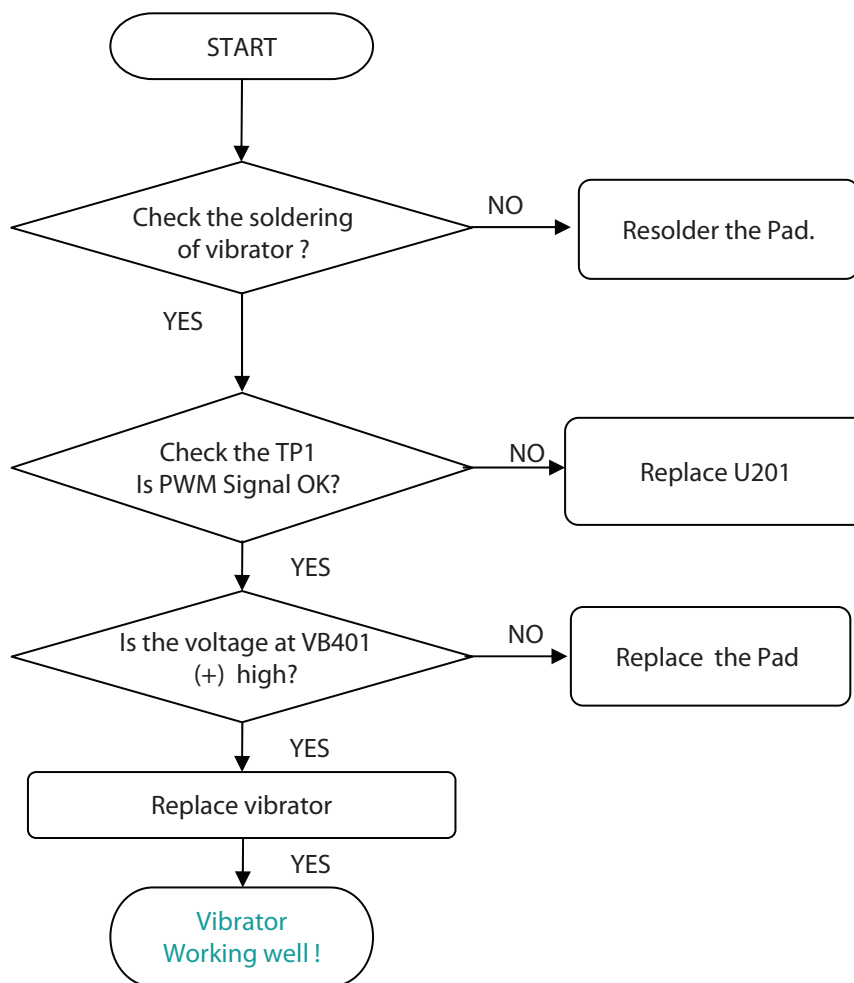 START
Check the soldering
of vibrator ?
NO
Resolder the Pad.
YES
Check the TP1
Is PWM Signal OK?
NO
Replace U201
YES
Is the voltage at VB401
(+) high?
NO
Replace the Pad
YES
Replace vibrator
YES
Vibrator
Working well !